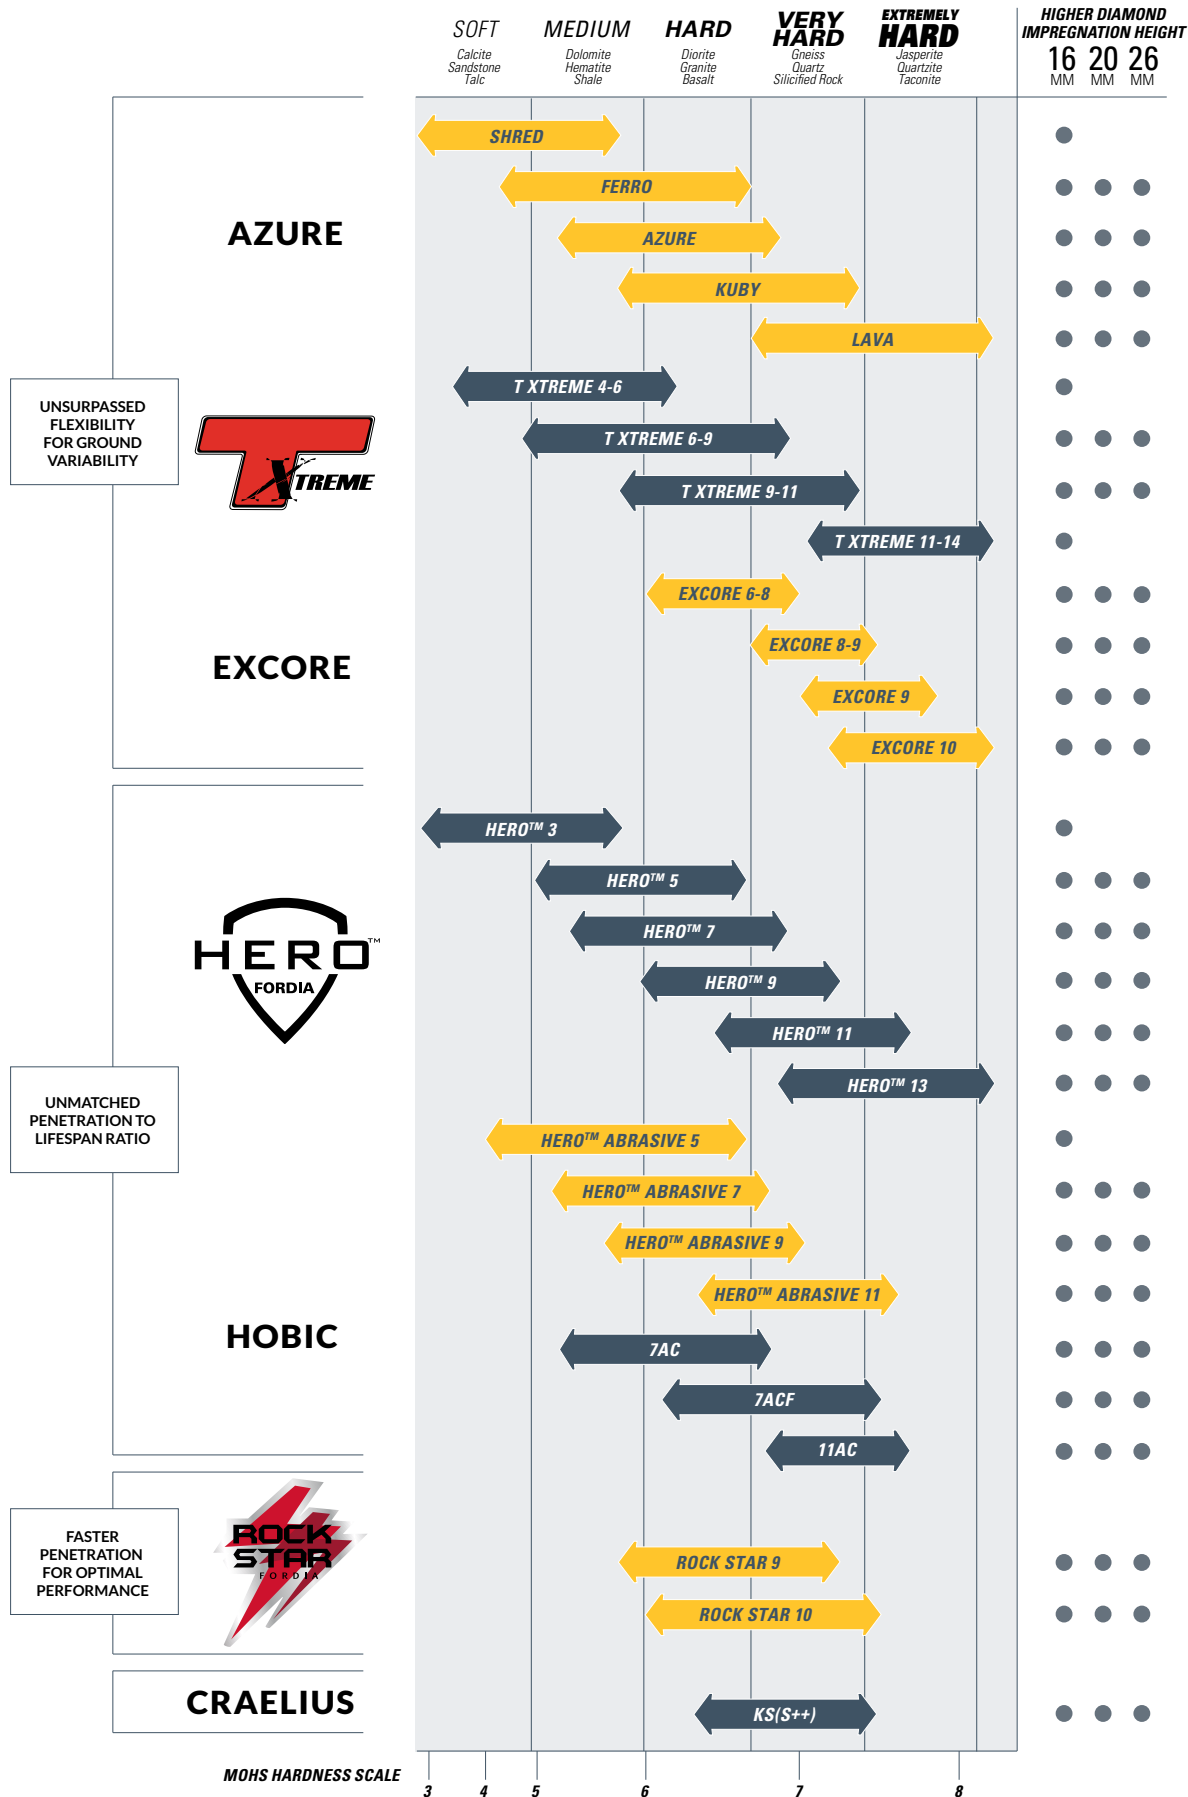 SOFT
Calcite
Sandstone
Talc
MEDIUM
Dolomite
Hematite
Shale
HARD
Diorite
Granite
Basalt
VERY
HARD
Gneiss
Quartz
Silicified Rock
EXTREMELY
HARD
Jasperite
Quartzite
Taconite
HIGHER DIAMOND
IMPREGNATION HEIGHT
16 20 26
MM MM MM
AZURE
SHRED
FERRO
AZURE
KUBY
LAVA
UNSURPASSED
FLEXIBILITY
FOR GROUND
VARIABILITY
T XTREME
T XTREME 4-6
T XTREME 6-9
T XTREME 9-11
T XTREME 11-14
EXCORE
EXCORE 6-8
EXCORE 8-9
EXCORE 9
EXCORE 10
HERO™
FORDIA
HERO™ 3
HERO™ 5
HERO™ 7
HERO™ 9
HERO™ 11
HERO™ 13
UNMATCHED
PENETRATION TO
LIFESPAN RATIO
HERO™ ABRASIVE 5
HERO™ ABRASIVE 7
HERO™ ABRASIVE 9
HERO™ ABRASIVE 11
HOBIC
7AC
7ACF
11AC
FASTER
PENETRATION
FOR OPTIMAL
PERFORMANCE
ROCK
STAR
FORDIA
ROCK STAR 9
ROCK STAR 10
CRAELIUS
KS(S++)
MOHS HARDNESS SCALE
3 4 5 6 7 8